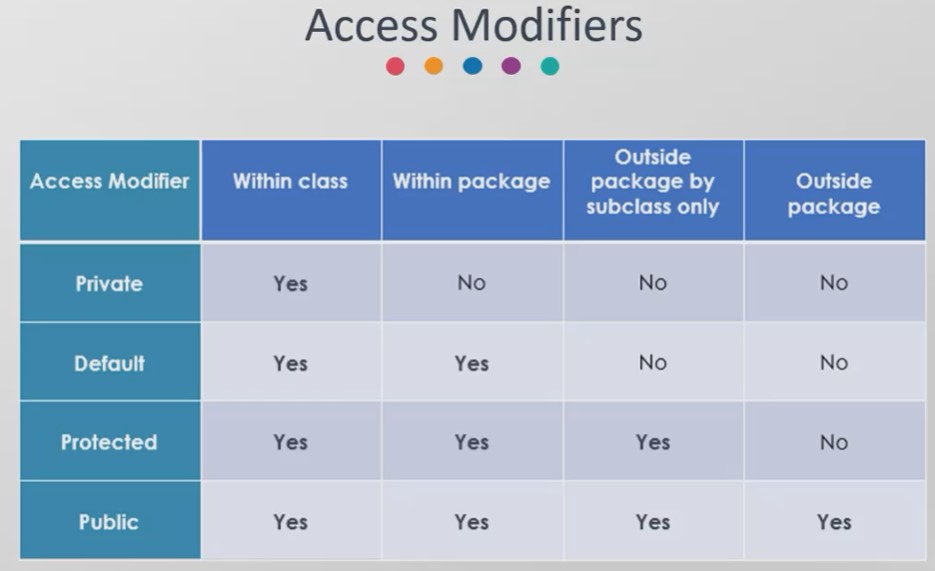 Access Modifiers
Access Modifier Within class Within package Outside package by subclass only Outside package
Private Yes No No No
Default Yes Yes No No
Protected Yes Yes Yes No
Public Yes Yes Yes Yes